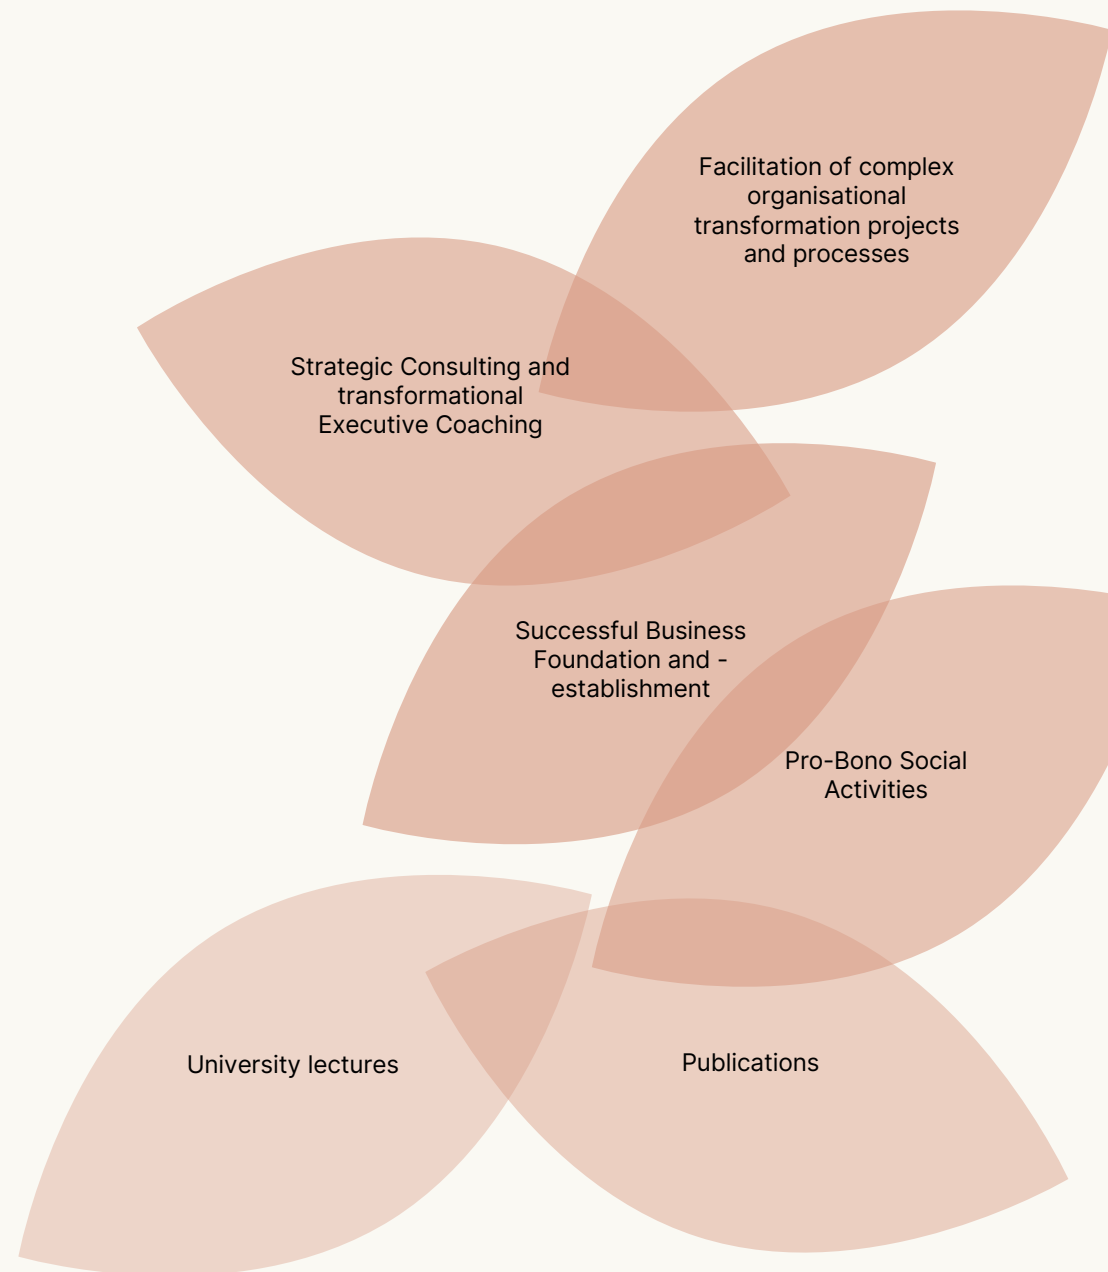 Facilitation of complex
organisational
transformation projects
and processes
Strategic Consulting and
transformational
Executive Coaching
Successful Business
Foundation and -
establishment
Pro-Bono Social
Activities
University lectures
Publications